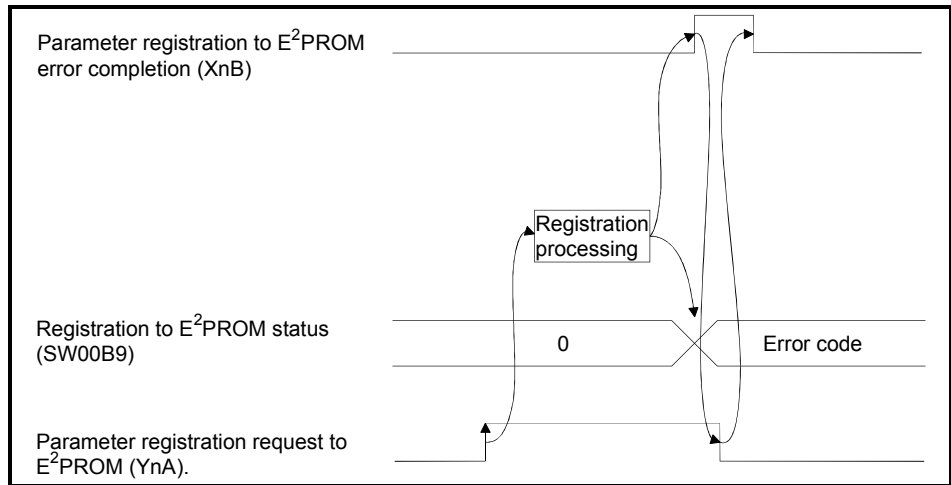 Parameter registration to E²PROM
error completion (XnB)
Registration
processing
Registration to E²PROM status
(SW00B9)
0
Error code
Parameter registration request to
E²PROM (YnA).